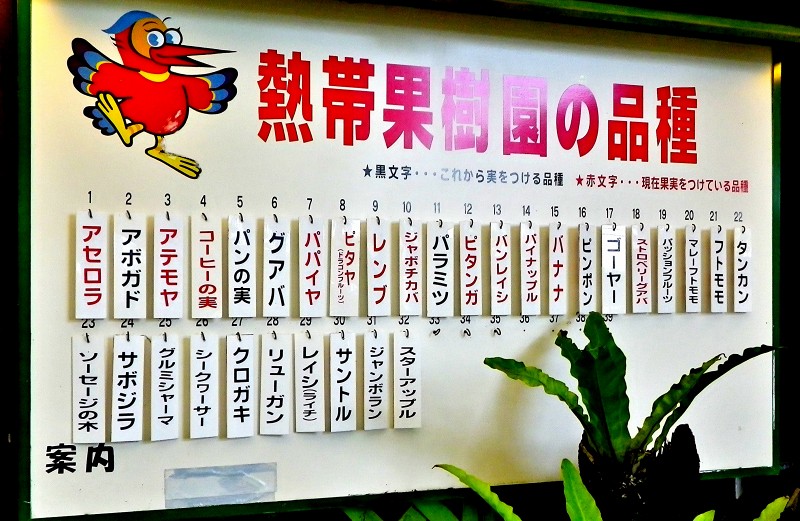 熱帯果樹園の品種
★黒文字・・・これから実をつける品種 ★赤文字・・・現在果実をつけている品種
1 2 3 4 5 6 7 8 9 10 11 12 13 14 15 16 17 18 19 20 21 22
アセロラ
アボガド
アテモヤ
コーヒーの実
パンの実
グアバ
パパイヤ
ピタヤ
(ドラゴンフルーツ)
レンブ
ジャボチカバ
パラミツ
ピタンガ
バンレイシ
パイナップル
バナナ
ピンポン
ゴーヤー
ストロベリーグアバ
パッションフルーツ
マレーフトモモ
フトモモ
タンカン
23 24 25 26 27 28 29 30 31 32 33 34 35 36 37 38 39
ソーセージの木
サポジラ
グルミシャーマ
シークワーサー
クロガキ
リューガン
レイシ(ライチ)
サントル
ジャンボラン
スターアップル
案内